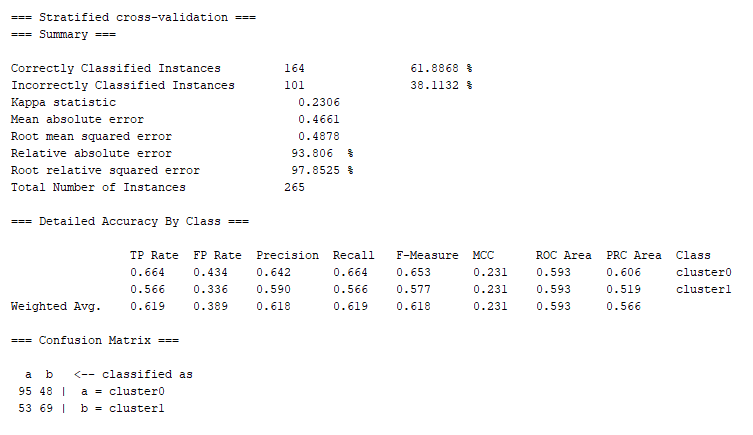 === Stratified cross-validation ===
=== Summary ===
Correctly Classified Instances 164 61.8868 %
Incorrectly Classified Instances 101 38.1132 %
Kappa statistic 0.2306
Mean absolute error 0.4661
Root mean squared error 0.4878
Relative absolute error 93.806 %
Root relative squared error 97.8525 %
Total Number of Instances 265
=== Detailed Accuracy By Class ===
TP Rate FP Rate Precision Recall F-Measure MCC ROC Area PRC Area Class
0.664 0.434 0.642 0.664 0.653 0.231 0.593 0.606 cluster0
0.566 0.336 0.590 0.566 0.577 0.231 0.593 0.519 cluster1
Weighted Avg. 0.619 0.389 0.618 0.619 0.618 0.231 0.593 0.566
=== Confusion Matrix ===
a b <-- classified as
95 48 | a = cluster0
53 69 | b = cluster1